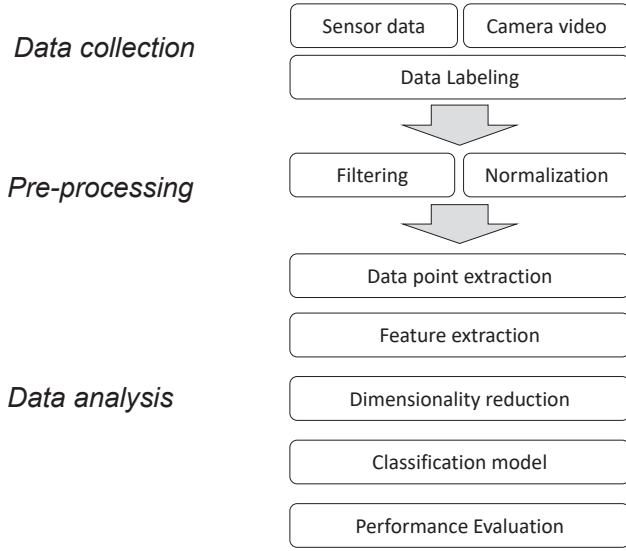 Data collection
Sensor data
Camera video
Data Labeling
Pre-processing
Filtering
Normalization
Data analysis
Data point extraction
Feature extraction
Dimensionality reduction
Classification model
Performance Evaluation